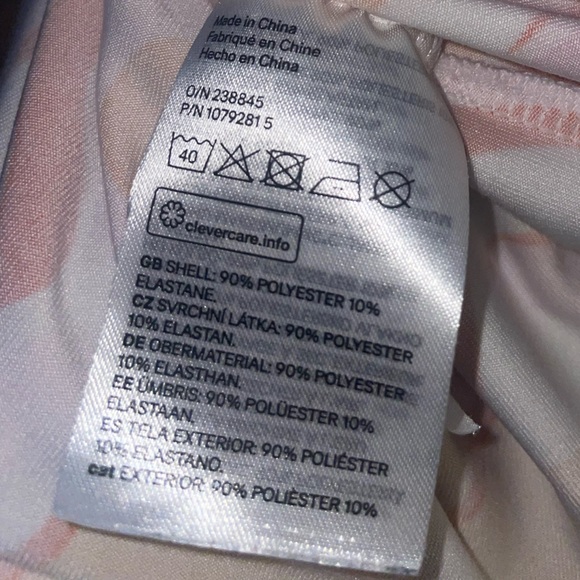 Made in China
Fabriqué en Chine
Hecho en China
O/N 238845
P/N 1079281 5
40
clevercare.info
GB SHELL: 90% POLYESTER 10%
ELASTANE.
CZ SVRCHNÍ LÁTKA: 90% POLYESTER
10% ELASTAN.
DE OBERMATERIAL: 90% POLYESTER
10% ELASTHAN.
EE ÜMBRIS: 90% POLÜESTER 10%
ELASTAAN.
ES TELA EXTERIOR: 90% POLIÉSTER
10% ELASTANO.
cat EXTERIOR: 90% POLIÈSTER 10%